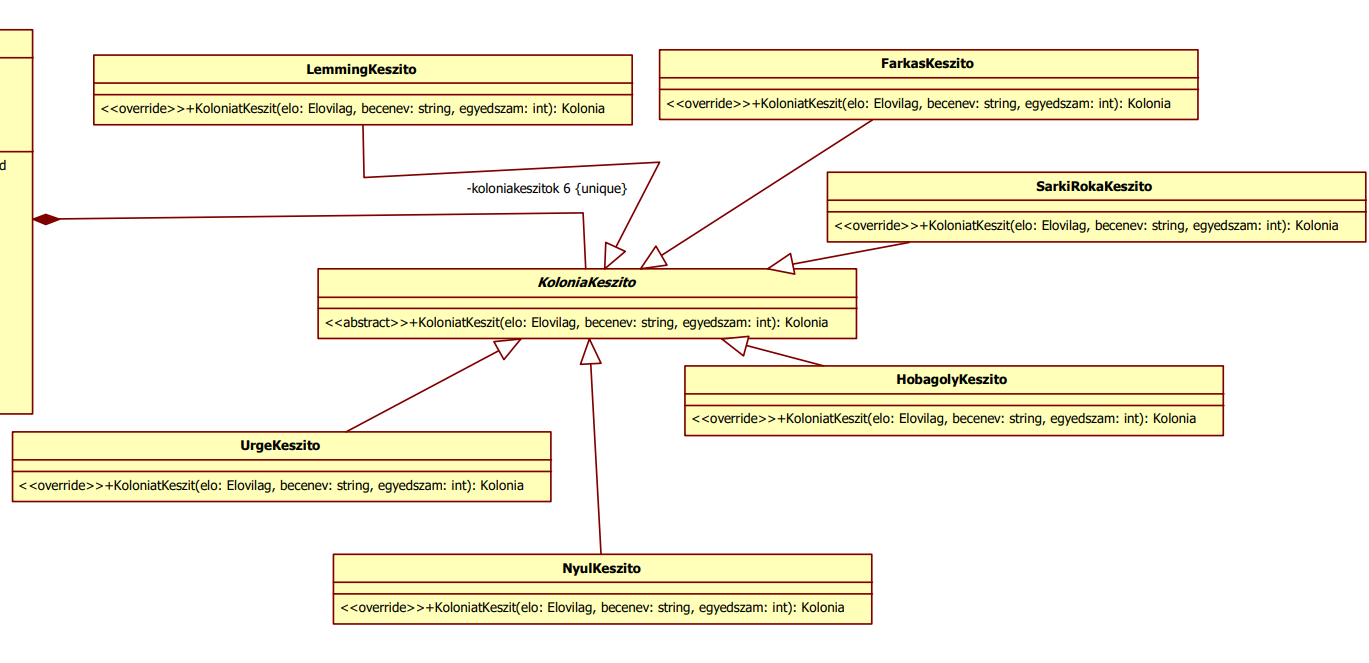 FarkasKeszito
<<override>>+KoloniatKeszit(elo: Elovilag, becenev: string, egyedszam: int): Kolonia
LemmingKeszito
<<override>>+KoloniatKeszit(elo: Elovilag, becenev: string, egyedszam: int): Kolonia
d
-koloniakeszitok 6 {unique}
SarkiRokaKeszito
<<override>>+KoloniatKeszit(elo: Elovilag, becenev: string, egyedszam: int): Kolonia
KoloniaKeszito
<<abstract>>+KoloniatKeszit(elo: Elovilag, becenev: string, egyedszam: int): Kolonia
HobagolyKeszito
<<override>>+KoloniatKeszit(elo: Elovilag, becenev: string, egyedszam: int): Kolonia
UrgeKeszito
<<override>>+KoloniatKeszit(elo: Elovilag, becenev: string, egyedszam: int): Kolonia
NyulKeszito
<<override>>+KoloniatKeszit(elo: Elovilag, becenev: string, egyedszam: int): Kolonia